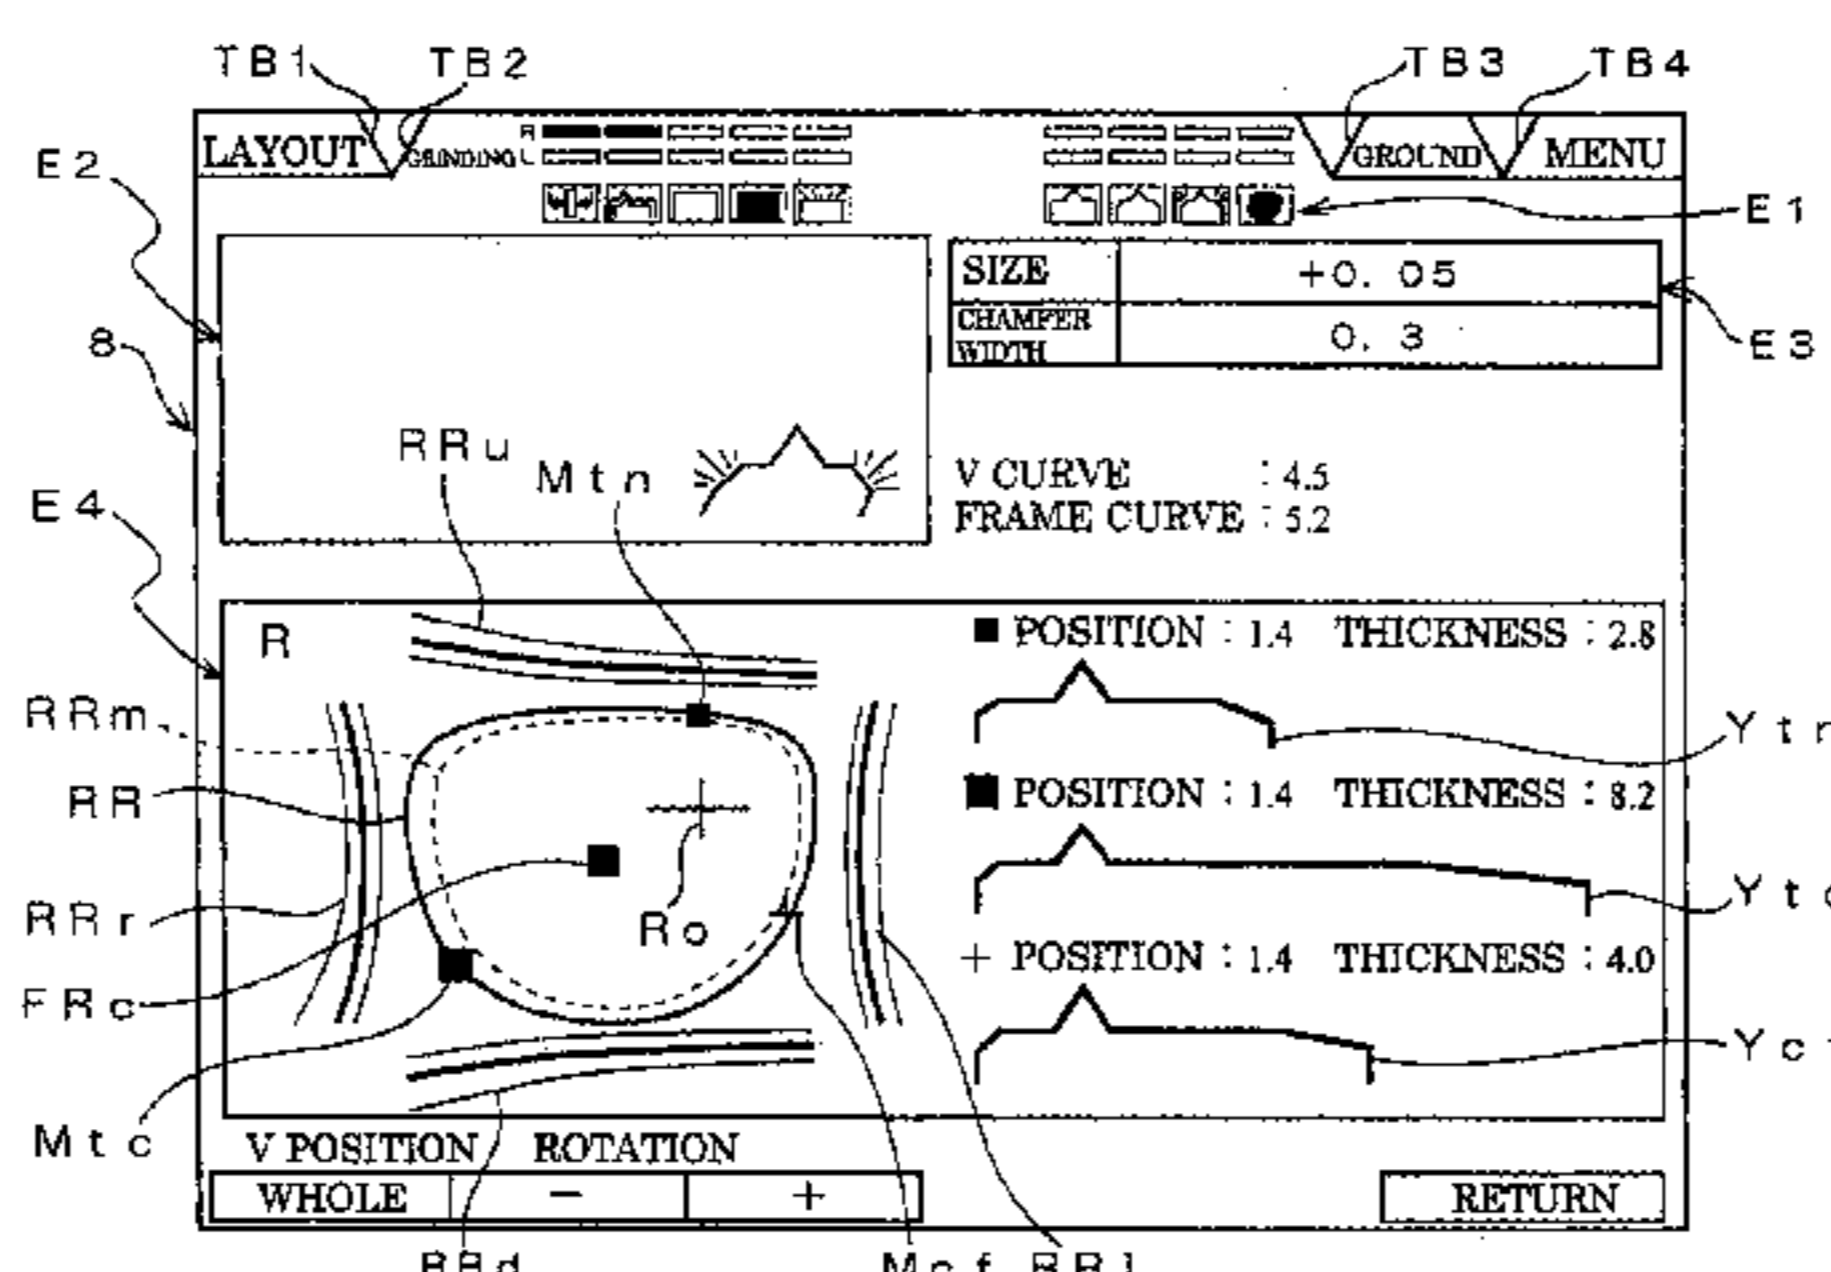 TB1 TB2 TB3 TB4
LAYOUT GRINDING R L GROUND MENU
E2
E1
SIZE +0.05
CHAMFER WIDTH 0.3
8
E3
RRu
Mtn
V CURVE : 4.5
FRAME CURVE : 5.2
E4
R
■ POSITION : 1.4 THICKNESS : 2.8
RRm
Ytn
RR
■ POSITION : 1.4 THICKNESS : 8.2
RRr
Ro
+ POSITION : 1.4 THICKNESS : 4.0
FRc
Mtc
V POSITION ROTATION
WHOLE − + RETURN
RRd
RRl